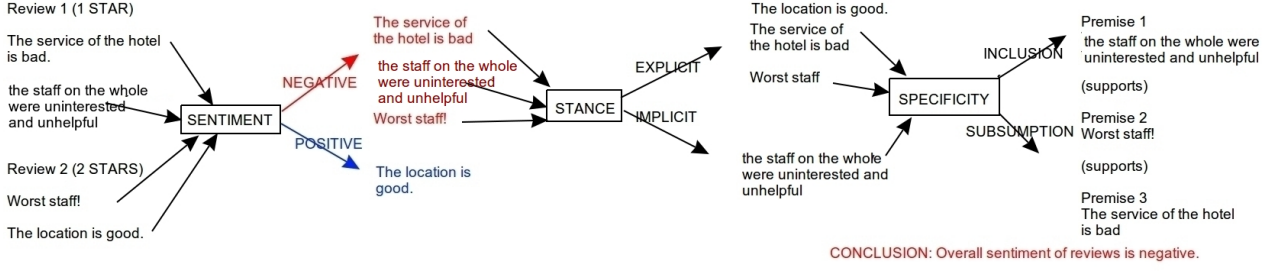 Review 1 (1 STAR)
The service of the hotel
is bad.
the staff on the whole
were uninterested
and unhelpful
Review 2 (2 STARS)
Worst staff!
The location is good.
SENTIMENT
NEGATIVE
POSITIVE
The service of
the hotel is bad
the staff on the whole
were uninterested
and unhelpful
Worst staff!
The location is
good.
STANCE
EXPLICIT
IMPLICIT
The location is good.
The service of
the hotel is bad
Worst staff
the staff on the whole
were uninterested and
unhelpful
SPECIFICITY
INCLUSION
SUBSUMPTION
Premise 1
the staff on the whole were
uninterested and unhelpful
(supports)
Premise 2
Worst staff!
(supports)
Premise 3
The service of the hotel
is bad
CONCLUSION: Overall sentiment of reviews is negative.